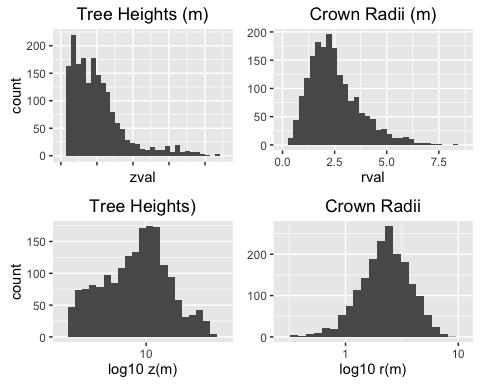 Tree Heights (m)
Crown Radii (m)
200
150
100
50
0
count
zval
200
150
100
50
0
0.0
2.5
5.0
7.5
rval
Tree Heights)
Crown Radii
150
100
50
0
count
10
log10 z(m)
200
100
0
1
10
log10 r(m)